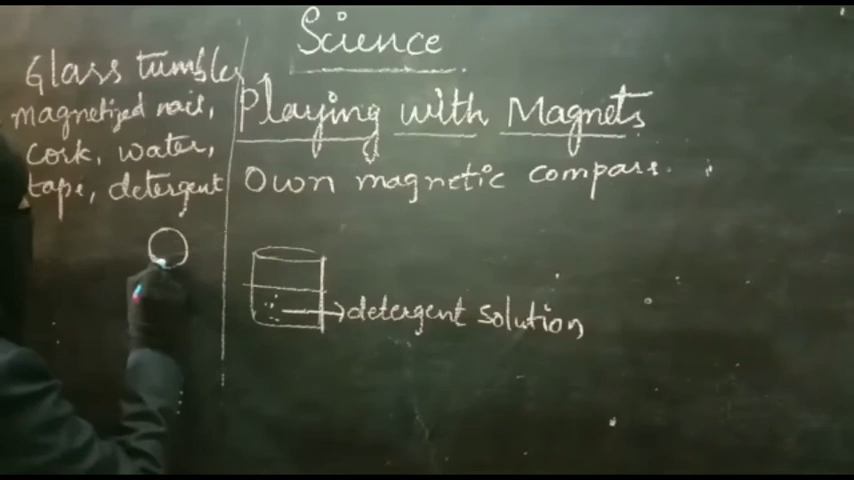 Science
Glass tumbler
magnetized nail,
cork, water,
tape, detergent
Playing with Magnets
Own magnetic compass.
detergent solution